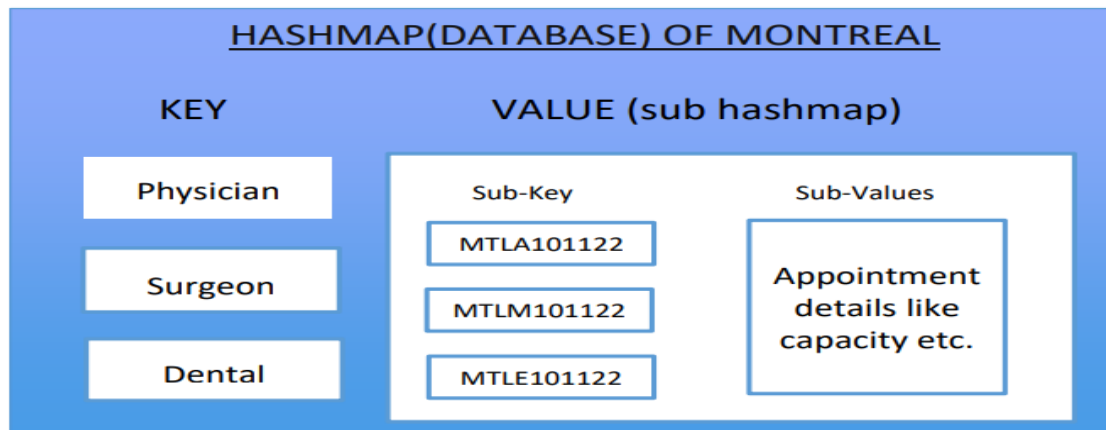 HASHMAP(DATABASE) OF MONTREAL
KEY
VALUE (sub hashmap)
Physician
Surgeon
Dental
Sub-Key
Sub-Values
MTLA101122
MTLM101122
MTLE101122
Appointment
details like
capacity etc.